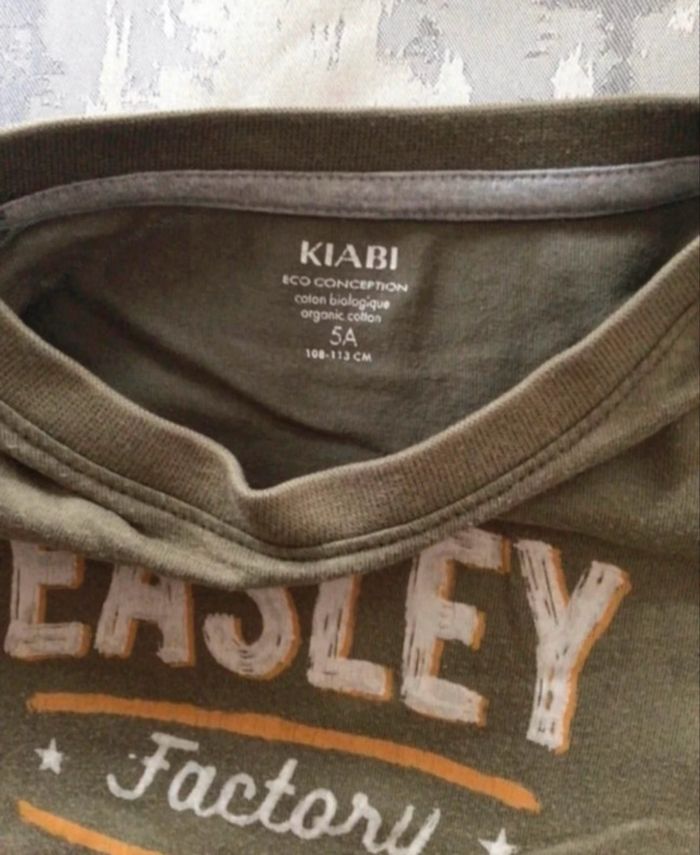 KIABI
ECO CONCEPTION
coton biologique
organic cotton
5A
108-113 CM
EASLEY
Factory